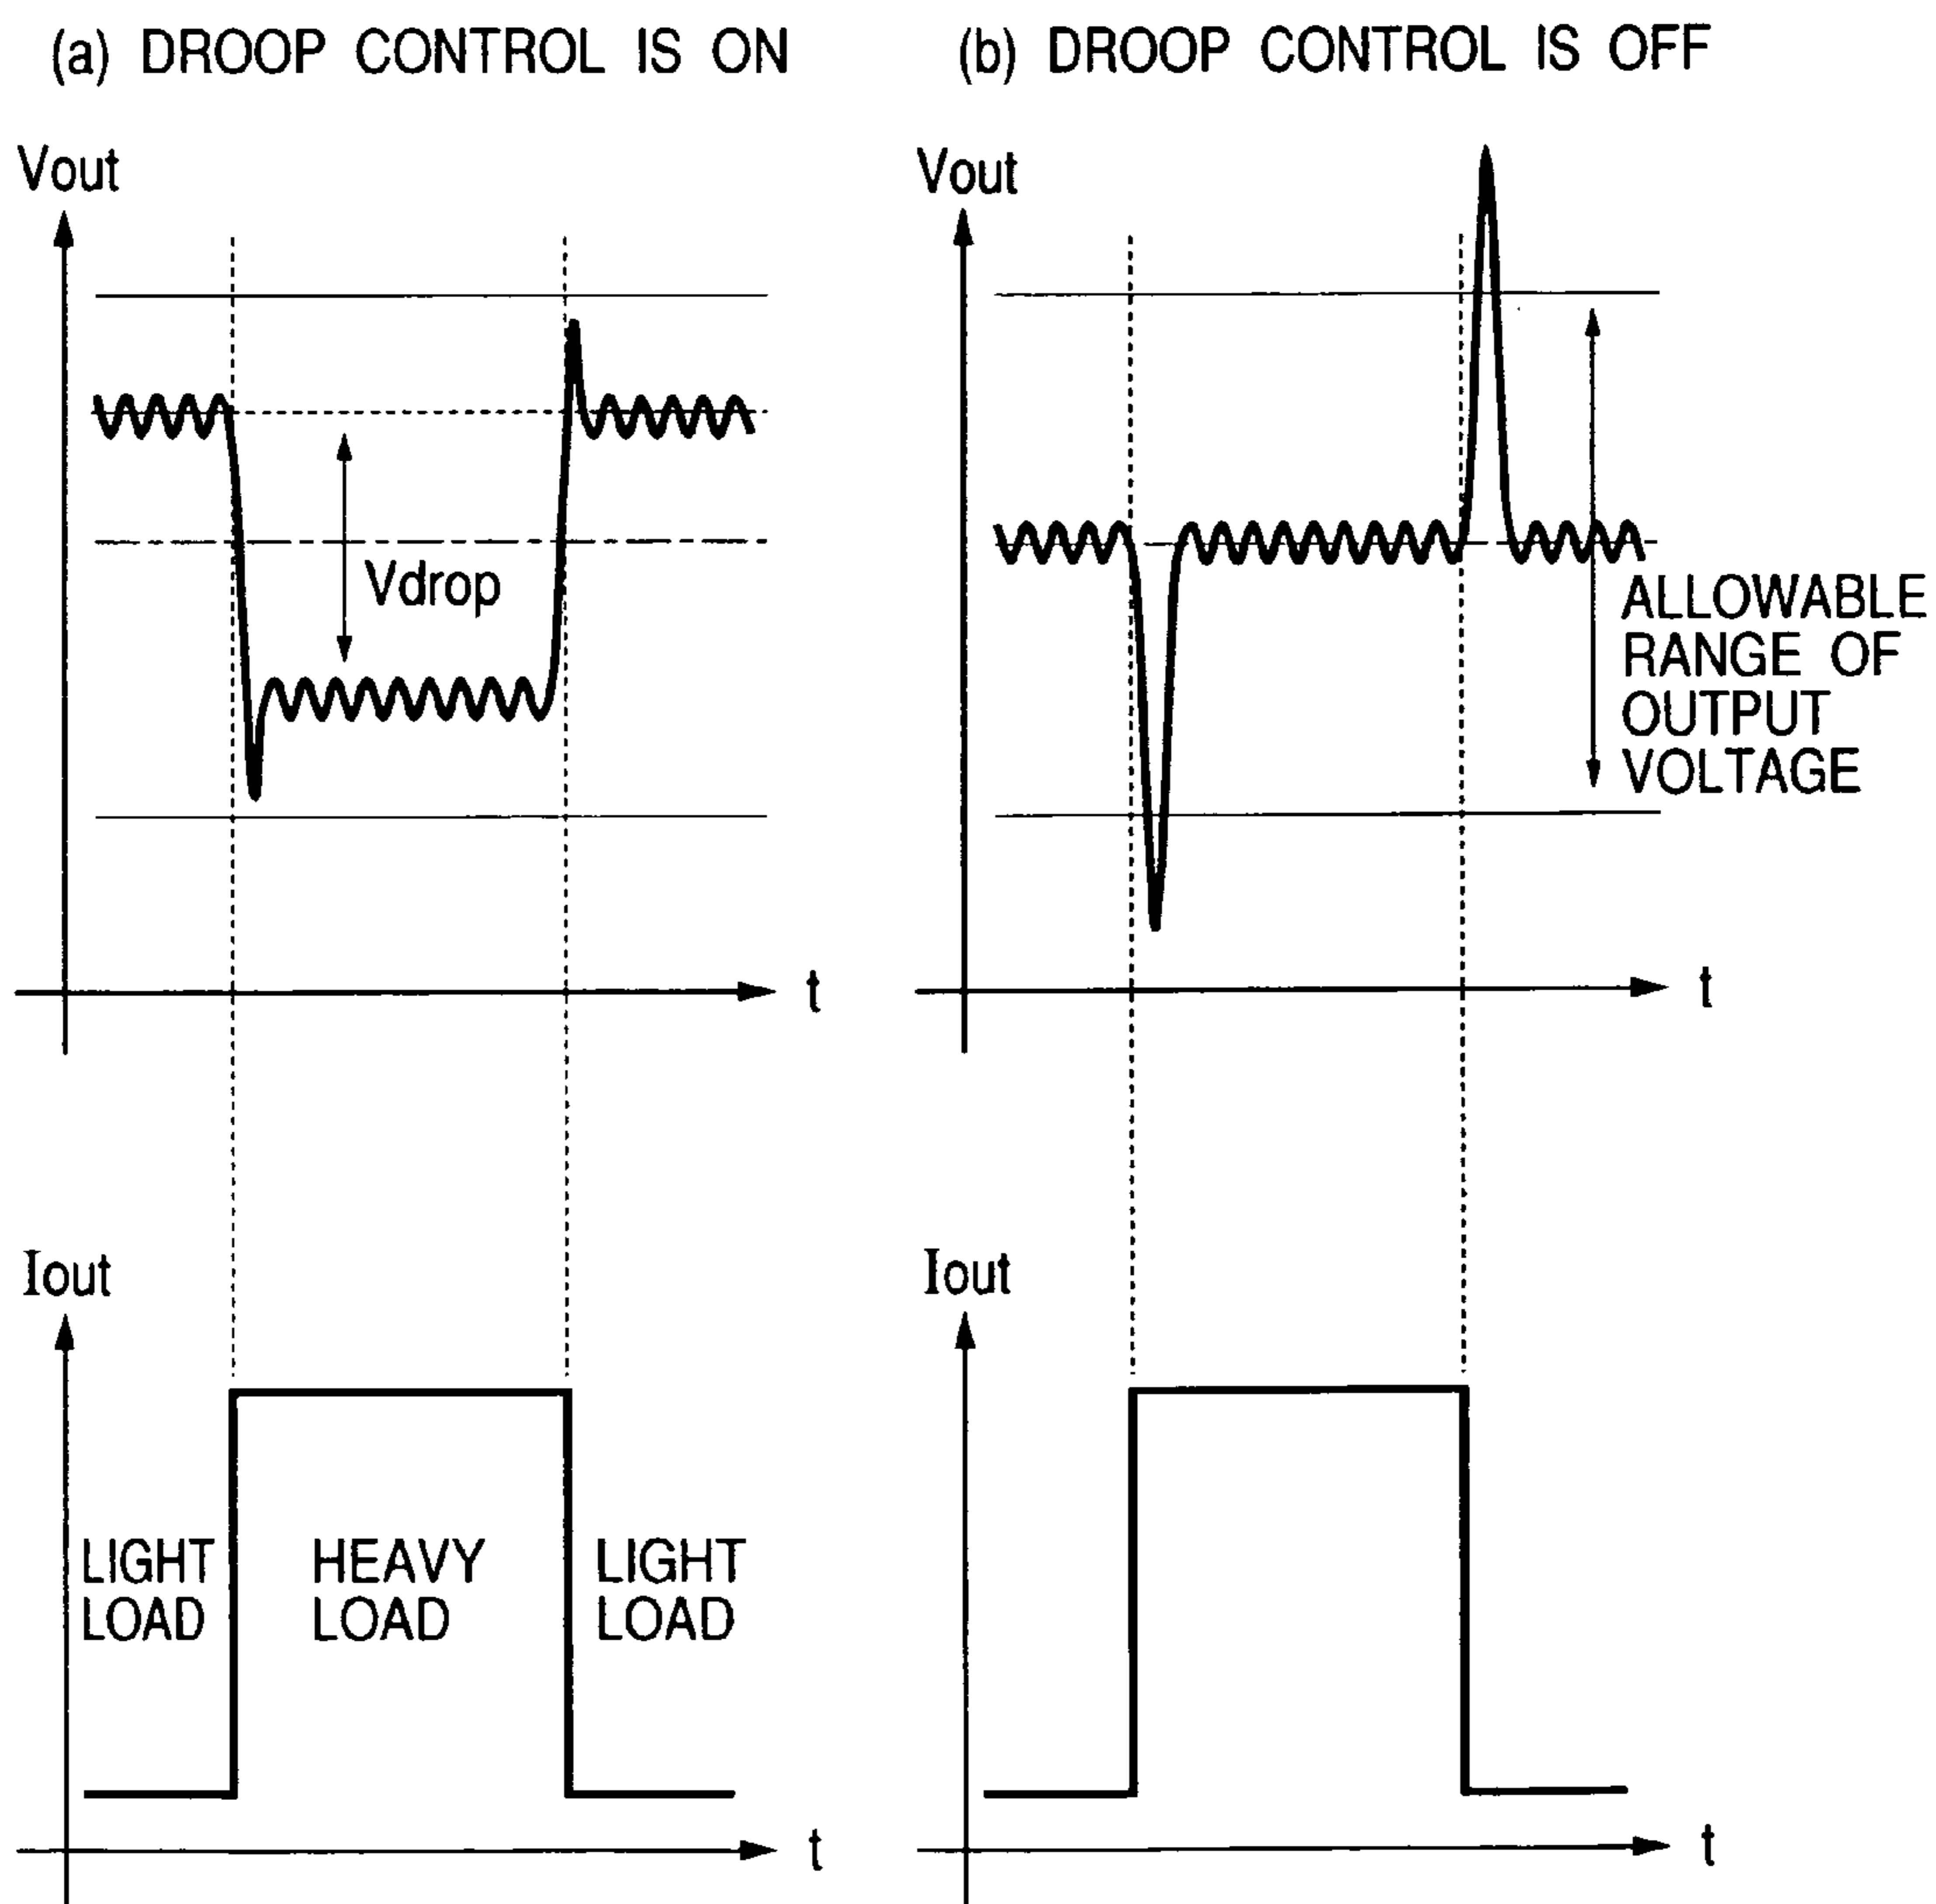 (a) DROOP CONTROL IS ON
(b) DROOP CONTROL IS OFF
Vout
Vdrop
t
Vout
ALLOWABLE
RANGE OF
OUTPUT
VOLTAGE
t
Iout
LIGHT
LOAD
HEAVY
LOAD
LIGHT
LOAD
t
Iout
t